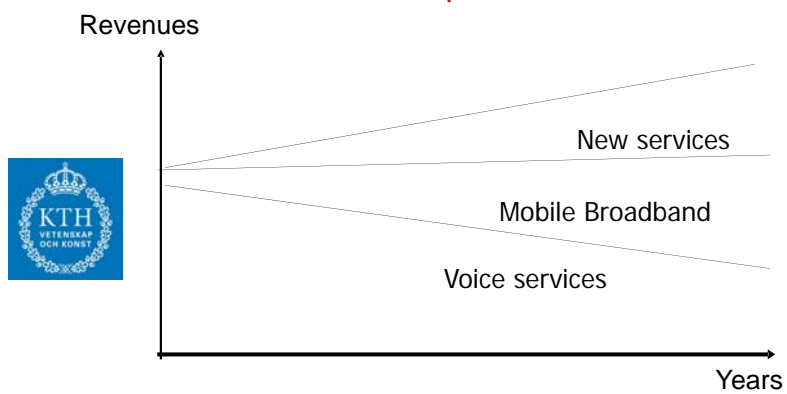 Revenues
New services
KTH
VETENSKAP
OCH KONST
Mobile Broadband
Voice services
Years